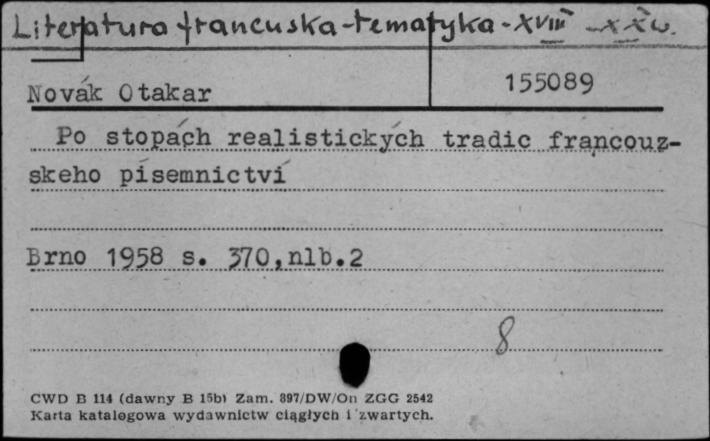 Literatura francuska-tematyka-XVIII-XXw.
Novák Otakar
155089
Po stopách realistických tradic francouz-
skeho písemnictví
Brno 1958 s. 370,nlb.2
8
CWD B 114 (dawny B 15b) Zam. 897/DW/On ZGG 2542
Karta katalogowa wydawnictw ciągłych i zwartych.